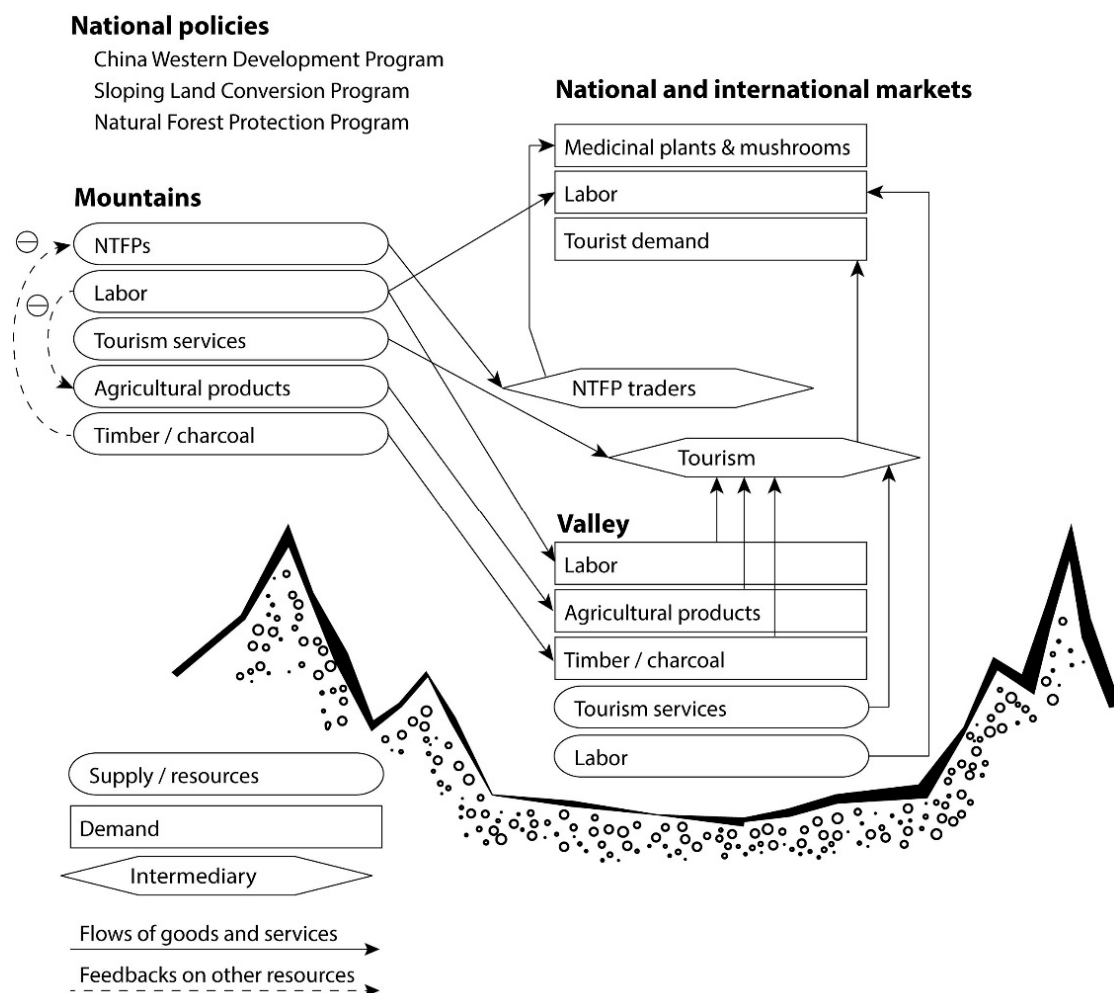 National policies
China Western Development Program
Sloping Land Conversion Program
Natural Forest Protection Program
National and international markets
Medicinal plants & mushrooms
Labor
Tourist demand
Mountains
NTFPs
Labor
Tourism services
Agricultural products
Timber / charcoal
NTFP traders
Tourism
Valley
Labor
Agricultural products
Timber / charcoal
Tourism services
Labor
Supply / resources
Demand
Intermediary
Flows of goods and services
Feedbacks on other resources